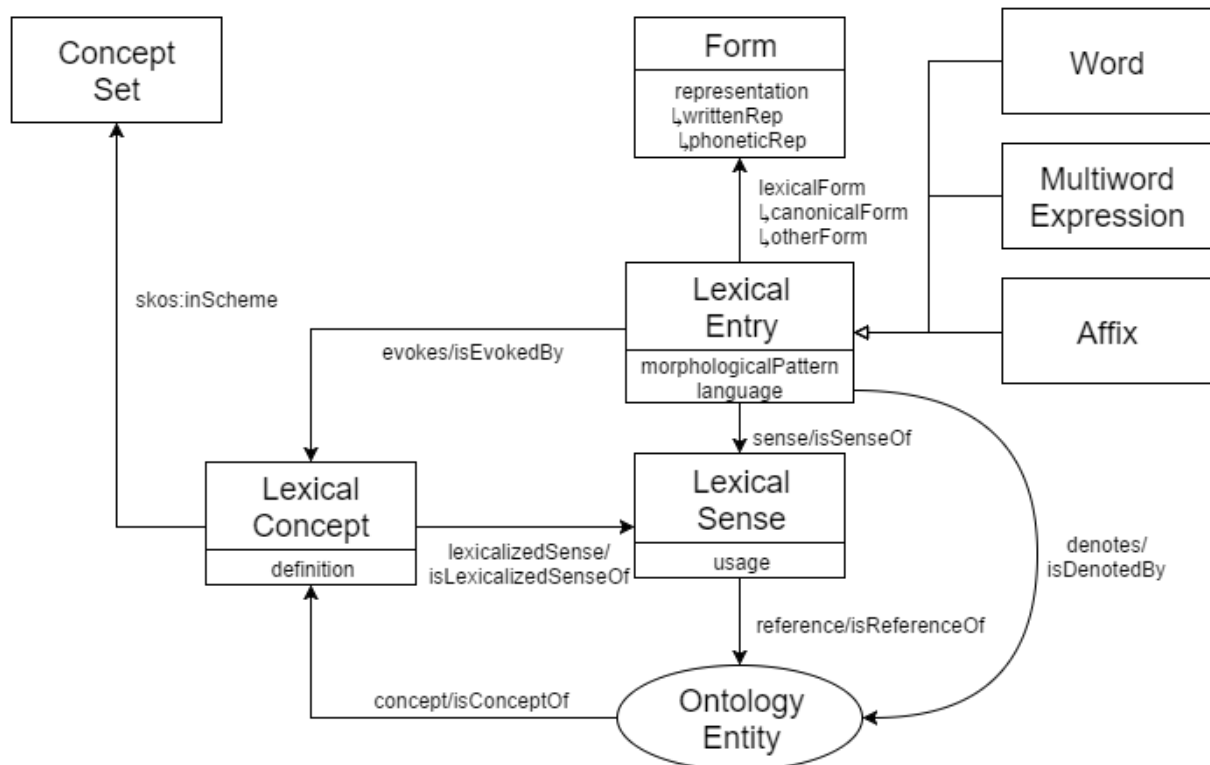 Concept
Set
Form
representation
↳writtenRep
↳phoneticRep
Word
Multiword
Expression
Affix
lexicalForm
↳canonicalForm
↳otherForm
skos:inScheme
Lexical
Entry
morphologicalPattern
language
evokes/isEvokedBy
sense/isSenseOf
Lexical
Concept
definition
lexicalizedSense/
isLexicalizedSenseOf
Lexical
Sense
usage
denotes/
isDenotedBy
reference/isReferenceOf
concept/isConceptOf
Ontology
Entity